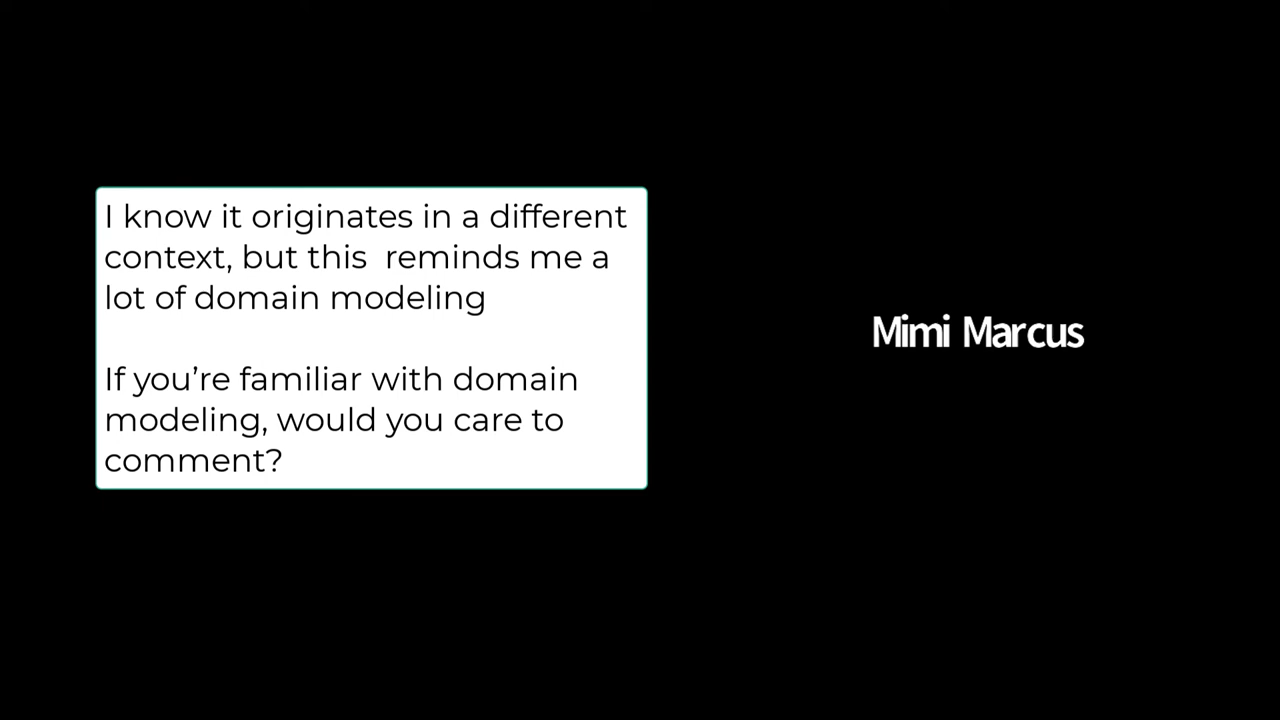 I know it originates in a different
context, but this  reminds me a
lot of domain modeling
If you’re familiar with domain
modeling, would you care to
comment?
Mimi Marcus